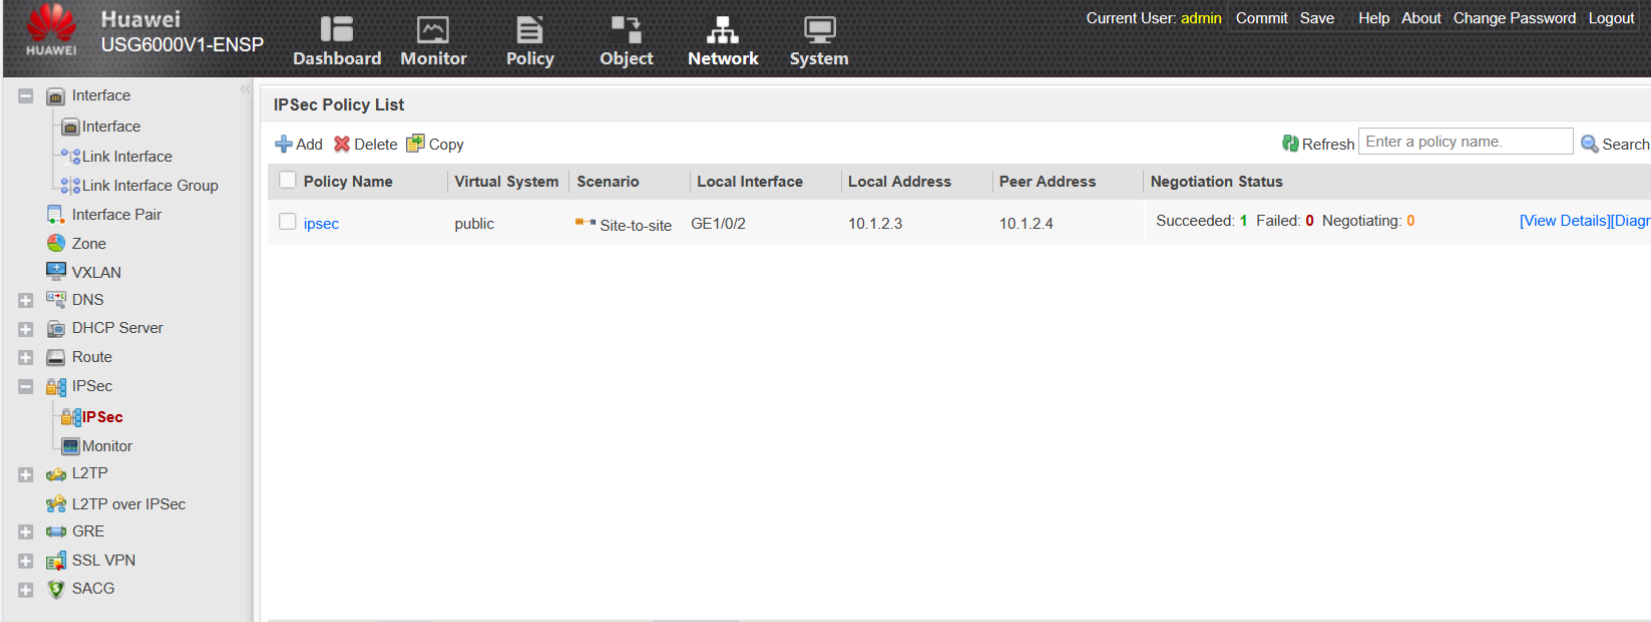 Huawei
USG6000V1-ENSP
HUAWEI
Dashboard Monitor Policy Object Network System
Current User: admin Commit Save Help About Change Password Logout
Interface
Interface
Link Interface
Link Interface Group
Interface Pair
Zone
VXLAN
DNS
DHCP Server
Route
IPSec
IPSec
Monitor
L2TP
L2TP over IPSec
GRE
SSL VPN
SACG
IPSec Policy List
Add Delete Copy Refresh Enter a policy name. Search
Policy Name Virtual System Scenario Local Interface Local Address Peer Address Negotiation Status
ipsec public Site-to-site GE1/0/2 10.1.2.3 10.1.2.4 Succeeded: 1 Failed: 0 Negotiating: 0 [View Details][Diagr